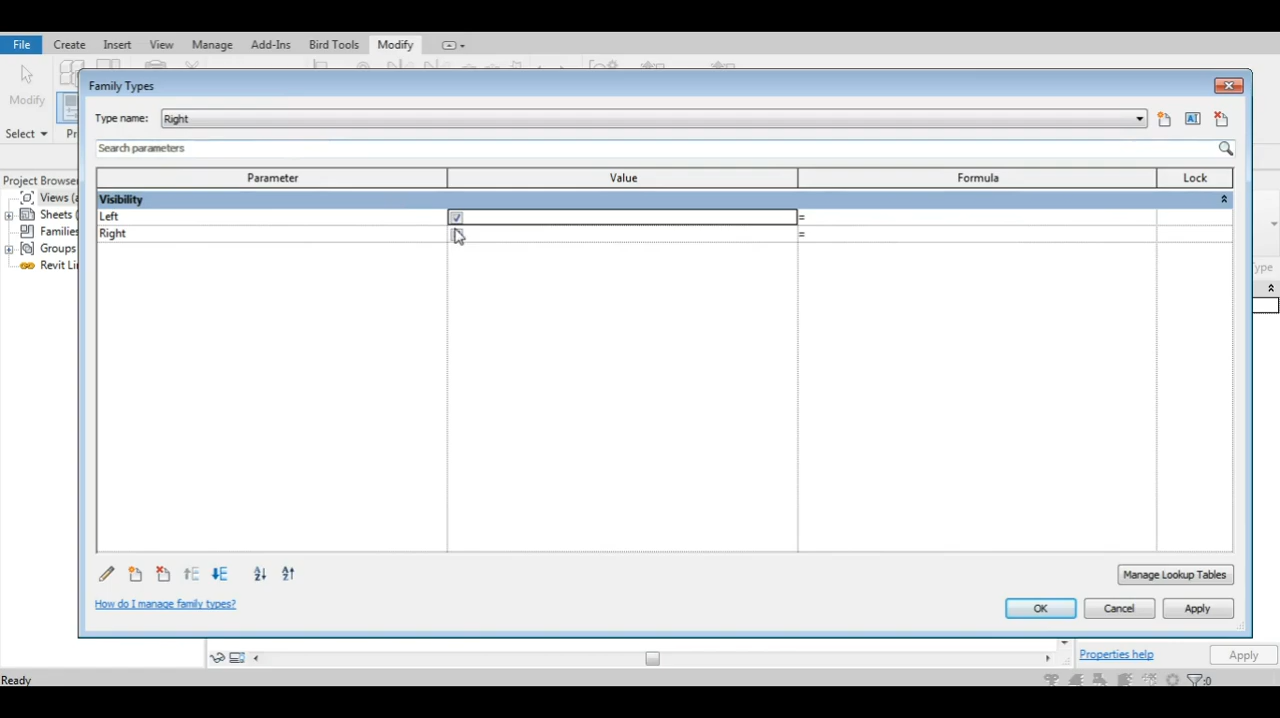 File Create Insert View Manage Add-Ins Bird Tools Modify
Modify
Select
Family Types
Type name: Right
Search parameters
Parameter Value Formula Lock
Visibility
Left =
Right =
Project Browser
Views (a
Sheets (
Families
Groups
Revit Lin
Manage Lookup Tables
How do I manage family types?
OK Cancel Apply
Properties help Apply
Ready
:0